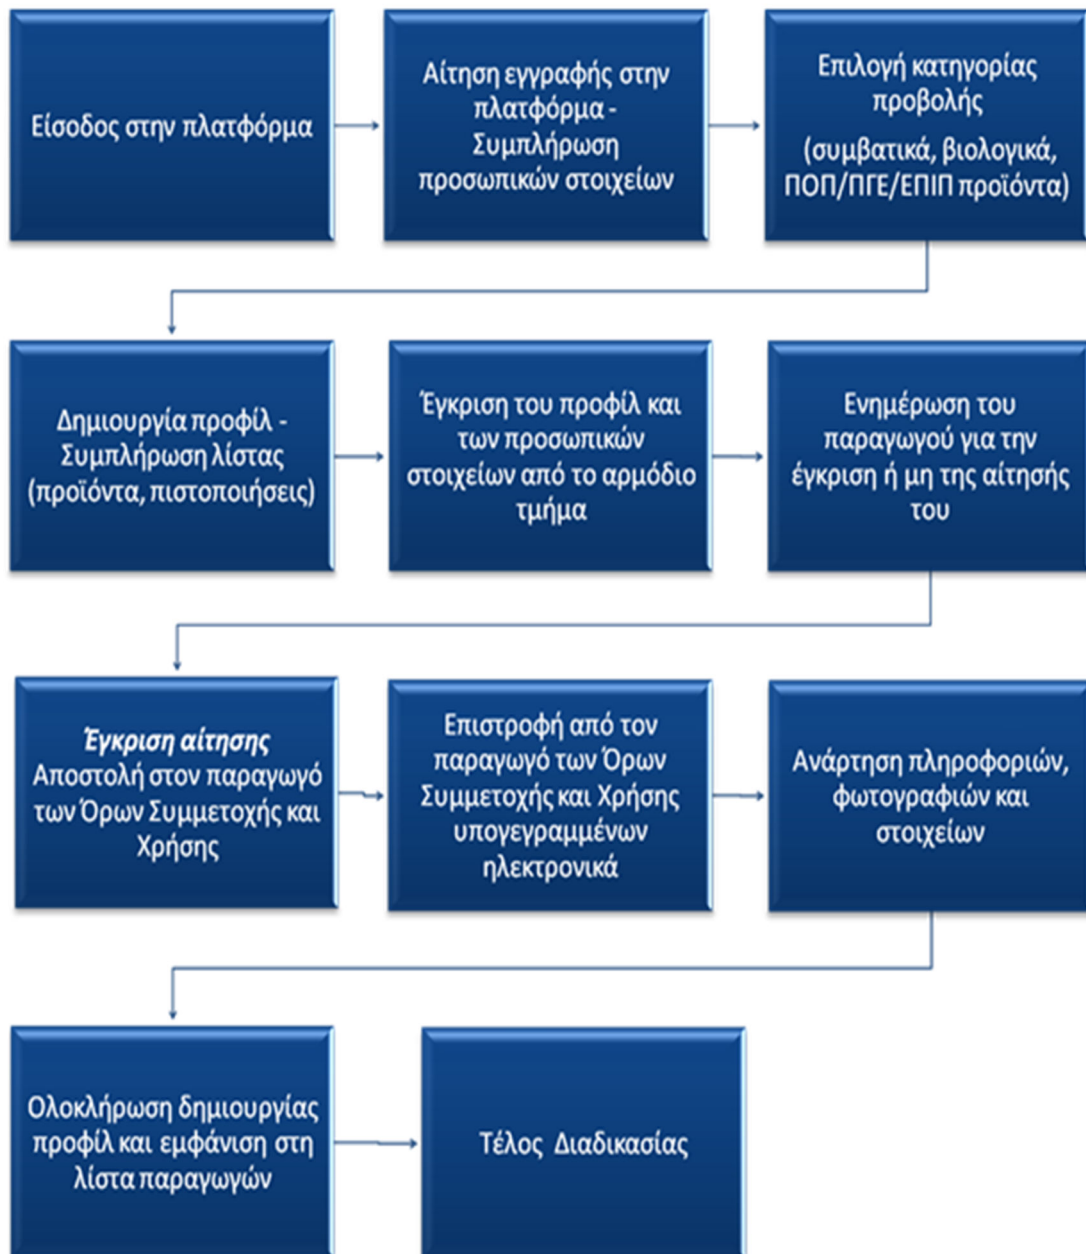 Είσοδος στην πλατφόρμα
Αίτηση εγγραφής στην
πλατφόρμα -
Συμπλήρωση
προσωπικών στοιχείων
Επιλογή κατηγορίας
προβολής
(συμβατικά, βιολογικά,
ΠΟΠ/ΠΓΕ/ΕΠΙΠ προϊόντα)
Δημιουργία προφίλ -
Συμπλήρωση λίστας
(προϊόντα, πιστοποιήσεις)
Έγκριση του προφίλ και
των προσωπικών
στοιχείων από το αρμόδιο
τμήμα
Ενημέρωση του
παραγωγού για την
έγκριση ή μη της αίτησής
του
Έγκριση αίτησης
Αποστολή στον παραγωγό
των Όρων Συμμετοχής και
Χρήσης
Επιστροφή από τον
παραγωγό των Όρων
Συμμετοχής και Χρήσης
υπογεγραμμένων
ηλεκτρονικά
Ανάρτηση πληροφοριών,
φωτογραφιών και
στοιχείων
Ολοκλήρωση δημιουργίας
προφίλ και εμφάνιση στη
λίστα παραγωγών
Τέλος Διαδικασίας